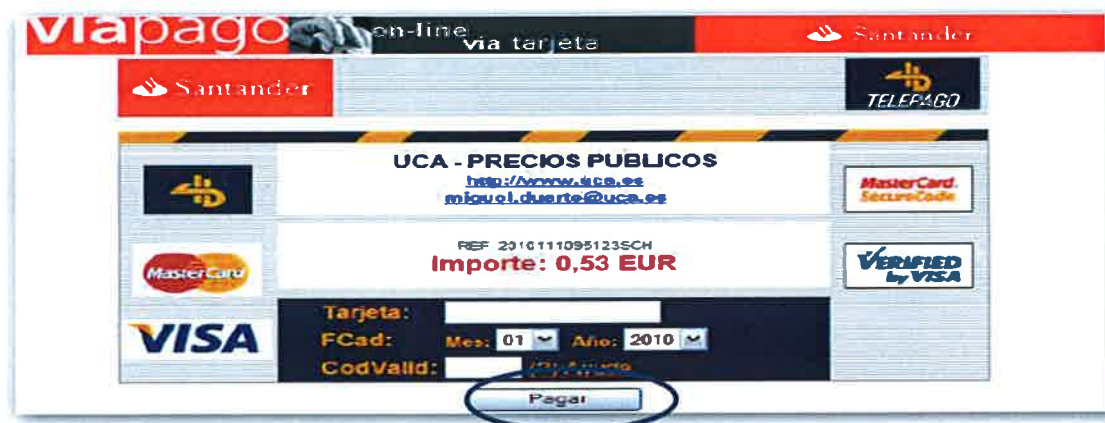 viapago on-line via tarjeta Santander
Santander
4B TELEPAGO
UCA - PRECIOS PUBLICOS
http://www.uca.es
miguel.duarte@uca.es
4B
MasterCard. SecureCode
REF 2010111095123SCH
Importe: 0,53 EUR
MasterCard
VERIFIED by VISA
VISA
Tarjeta:
FCad: Mes: 01 Año: 2010
CodValid:
Pagar